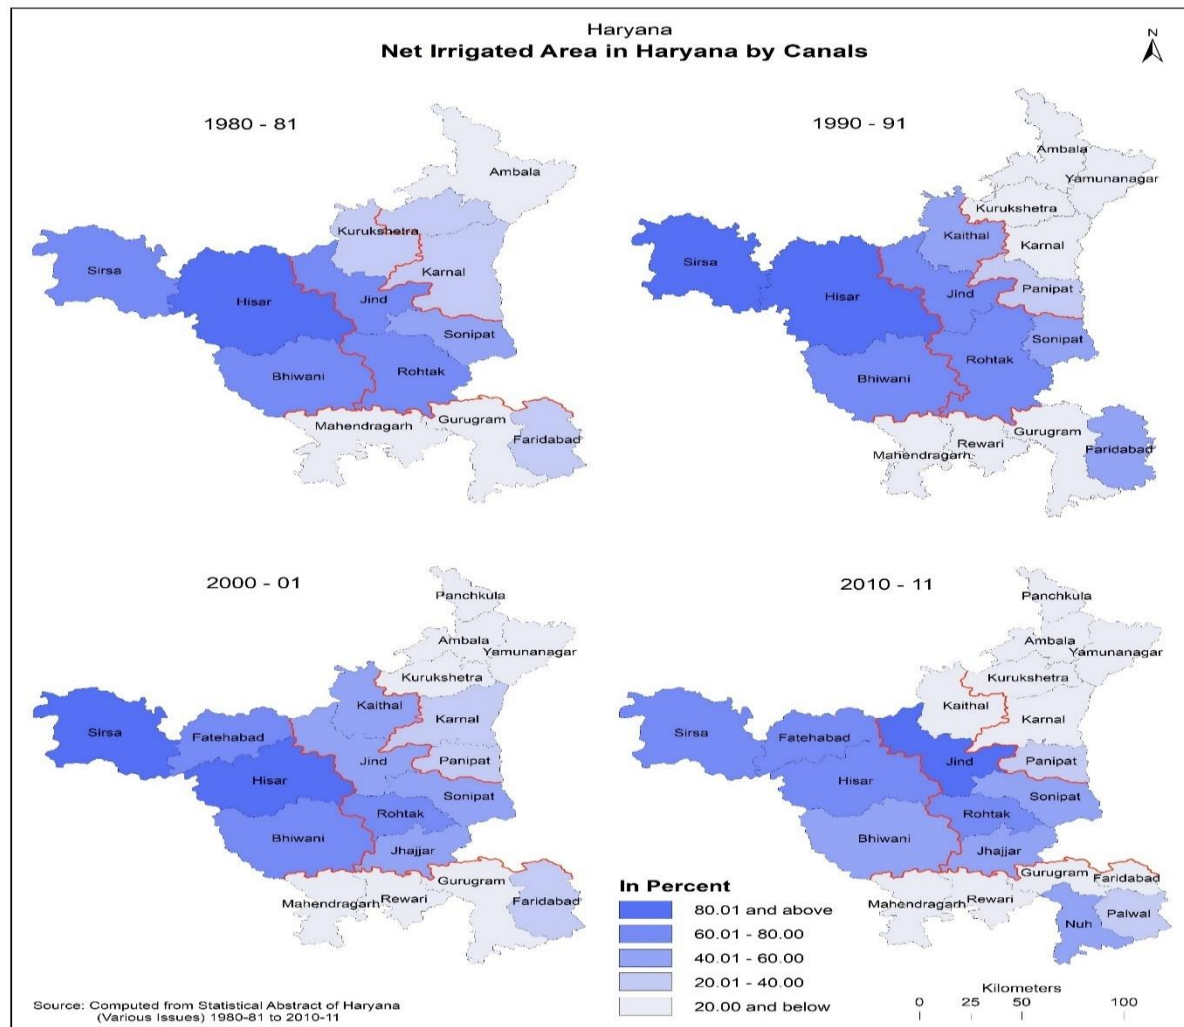 Haryana
Net Irrigated Area in Haryana by Canals
N
1980 - 81
Ambala
Kurukshetra
Karnal
Sirsa
Hisar
Jind
Sonipat
Bhiwani
Rohtak
Mahendragarh
Gurugram
Faridabad
1990 - 91
Ambala
Yamunanagar
Kurukshetra
Kaithal
Karnal
Sirsa
Panipat
Hisar
Jind
Sonipat
Bhiwani
Rohtak
Gurugram
Rewari
Mahendragarh
Faridabad
2000 - 01
Panchkula
Ambala
Yamunanagar
Kurukshetra
Kaithal
Karnal
Sirsa
Fatehabad
Jind
Panipat
Hisar
Sonipat
Rohtak
Bhiwani
Jhajjar
Gurugram
Mahendragarh
Rewari
Faridabad
2010 - 11
Panchkula
Ambala
Yamunanagar
Kurukshetra
Kaithal
Karnal
Sirsa
Fatehabad
Jind
Panipat
Hisar
Sonipat
Rohtak
Bhiwani
Jhajjar
Gurugram
Faridabad
Mahendragarh
Rewari
Palwal
Nuh
In Percent
80.01 and above
60.01 - 80.00
40.01 - 60.00
20.01 - 40.00
20.00 and below
Kilometers
0 25 50 100
Source: Computed from Statistical Abstract of Haryana
(Various Issues) 1980-81 to 2010-11